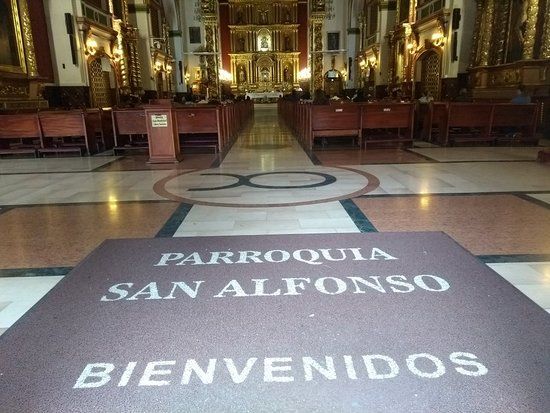 PARROQUIA
SAN ALFONSO
BIENVENIDOS